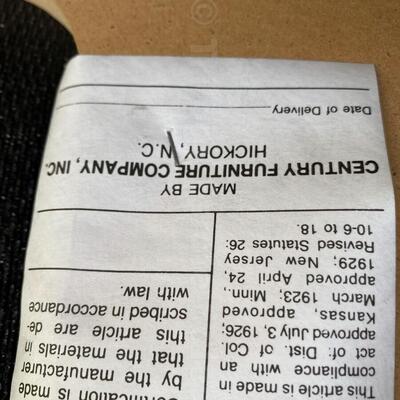 This article is made in
compliance with an
act of: Dist. of Col.
approved July 3, 1926;
Kansas, approved
March 1923; Minn.,
approved April 24,
1929; New Jersey
Revised Statutes 26:
10-6 to 18.
Certification is made
by the manufacturer
that the materials in
this article are de-
scribed in accordance
with law.
MADE BY
CENTURY FURNITURE COMPANY, INC.
HICKORY, N.C.
Date of Delivery